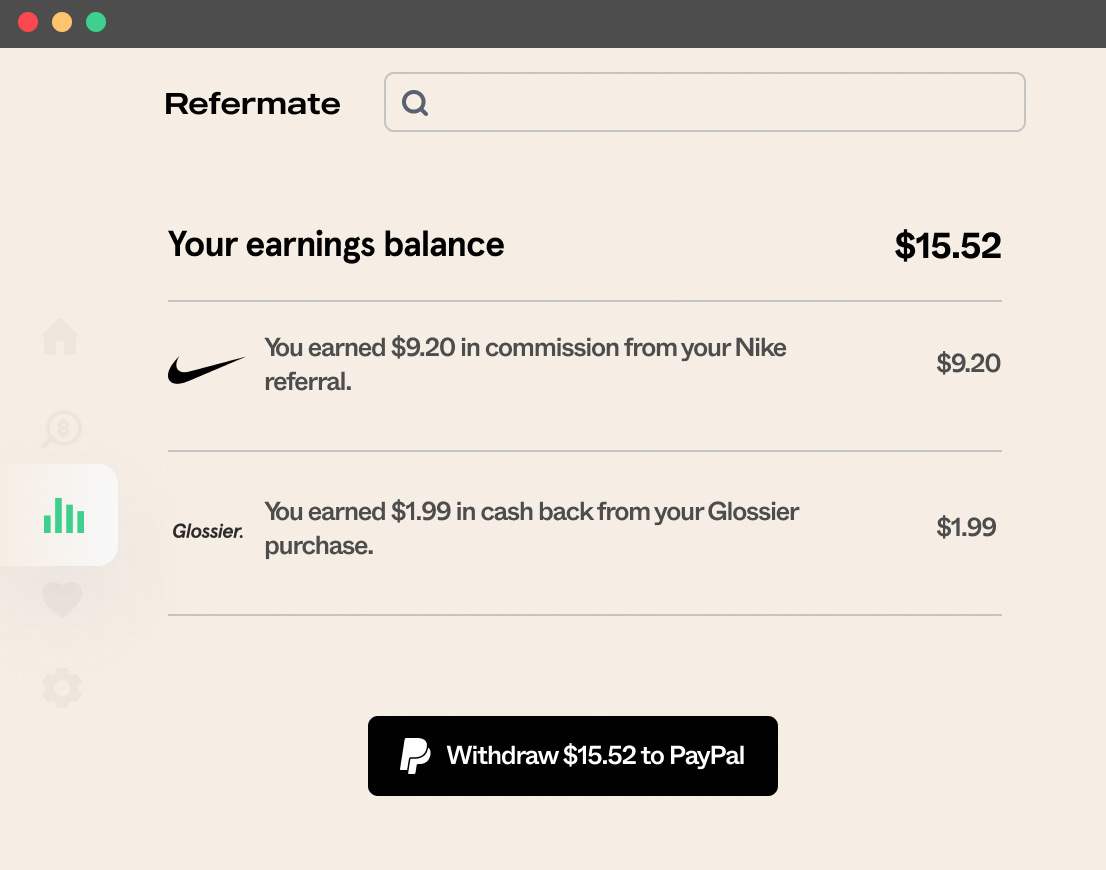 Refermate
Your earnings balance
$15.52
You earned $9.20 in commission from your Nike
referral.
$9.20
Glossier.
You earned $1.99 in cash back from your Glossier
purchase.
$1.99
Withdraw $15.52 to PayPal